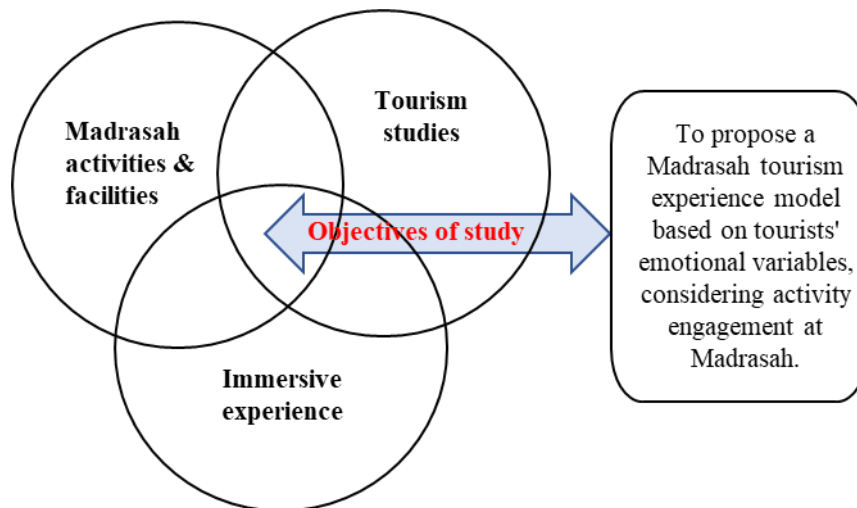 Madrasah
activities &
facilities
Tourism
studies
Immersive
experience
Objectives of study
To propose a
Madrasah tourism
experience model
based on tourists'
emotional variables,
considering activity
engagement at
Madrasah.